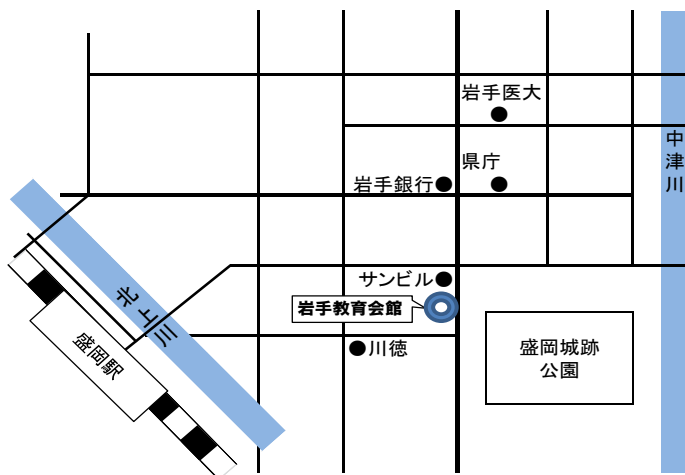 岩手医大
中津川
県庁
岩手銀行
サンビル
岩手教育会館
北上川
盛岡駅
川徳
盛岡城跡
公園